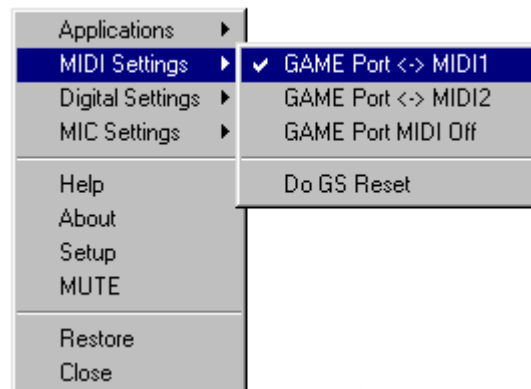 Applications
MIDI Settings
Digital Settings
MIC Settings
Help
About
Setup
MUTE
Restore
Close
GAME Port <-> MIDI1
GAME Port <-> MIDI2
GAME Port MIDI Off
Do GS Reset